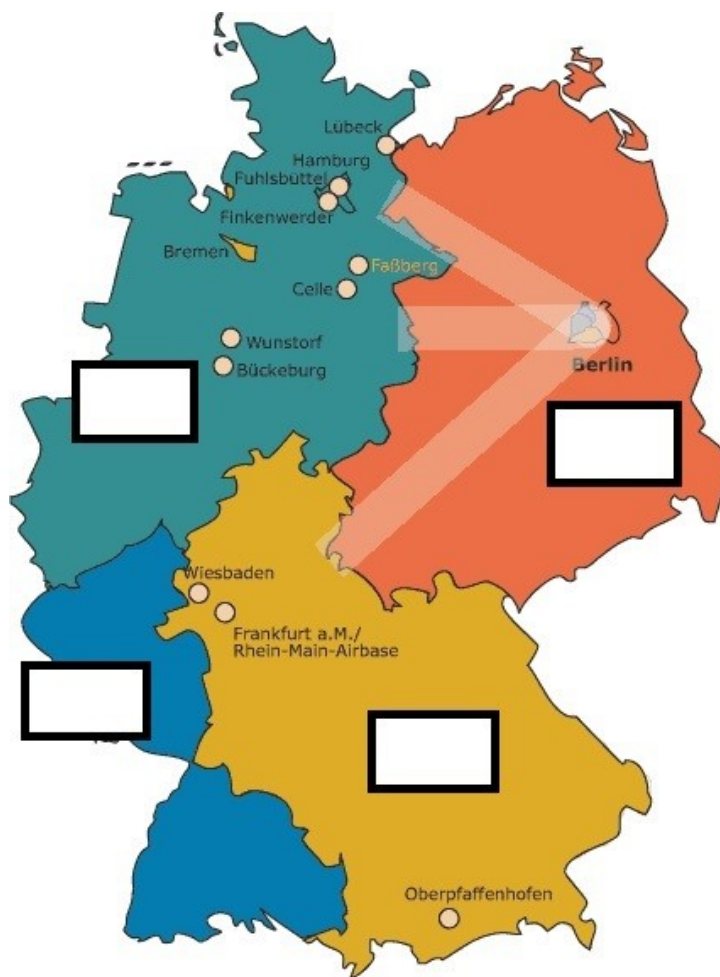 Lübeck
Hamburg
Fuhlsbüttel
Finkenwerder
Bremen
Faßberg
Celle
Wunstorf
Bückeburg
Berlin
Wiesbaden
Frankfurt a.M./
Rhein-Main-Airbase
Oberpfaffenhofen